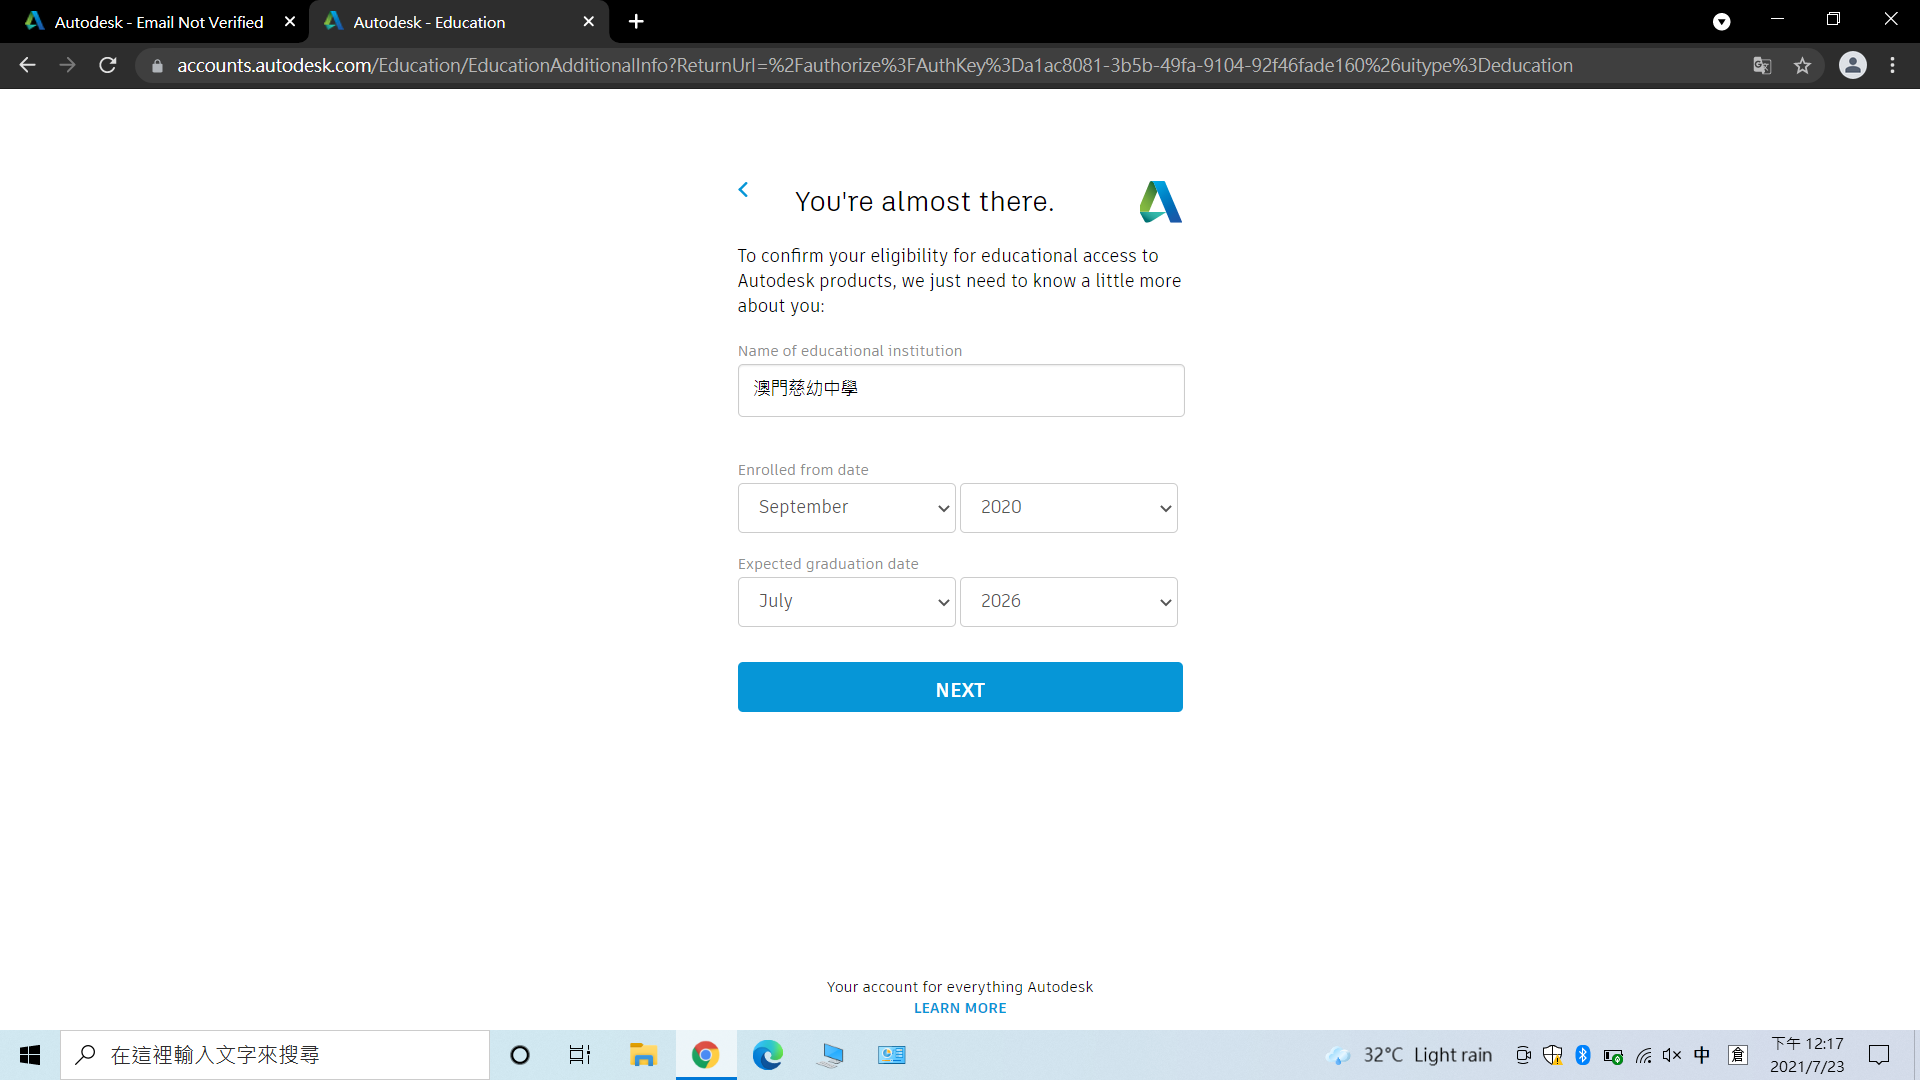 Autodesk - Email Not Verified
Autodesk - Education
accounts.autodesk.com/Education/EducationAdditionalInfo?ReturnUrl=%2Fauthorize%3FAuthKey%3Da1ac8081-3b5b-49fa-9104-92f46fade160%26uitype%3Deducation
You're almost there.
To confirm your eligibility for educational access to
Autodesk products, we just need to know a little more
about you:
Name of educational institution
澳門慈幼中學
Enrolled from date
September 2020
Expected graduation date
July 2026
NEXT
Your account for everything Autodesk
LEARN MORE
在這裡輸入文字來搜尋
32°C Light rain
中
倉
下午 12:17
2021/7/23